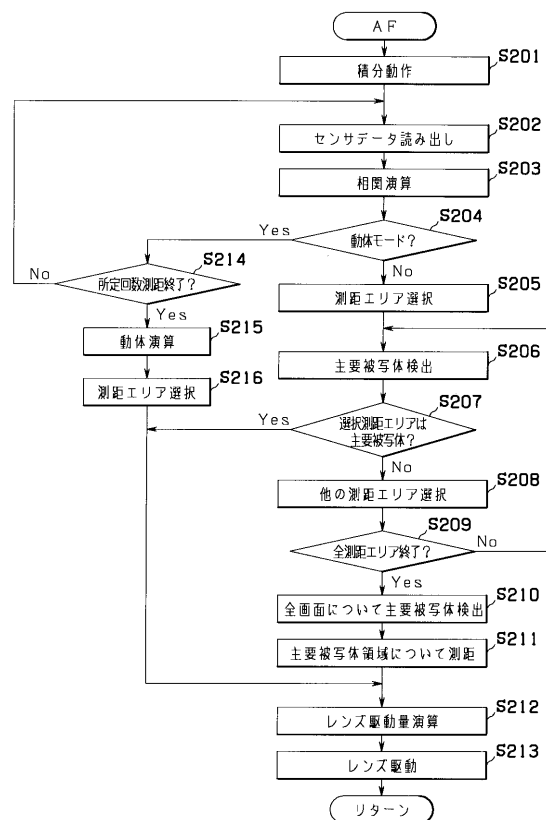 AF
S201
積分動作
S202
センサデータ読み出し
S203
相関演算
S204
動体モード?
Yes
No
S214
所定回数測距終了?
No
Yes
S205
測距エリア選択
S215
動体演算
S206
主要被写体検出
S216
測距エリア選択
S207
選択測距エリアは
主要被写体?
Yes
No
S208
他の測距エリア選択
S209
全測距エリア終了?
No
Yes
S210
全画面について主要被写体検出
S211
主要被写体領域について測距
S212
レンズ駆動量演算
S213
レンズ駆動
リターン